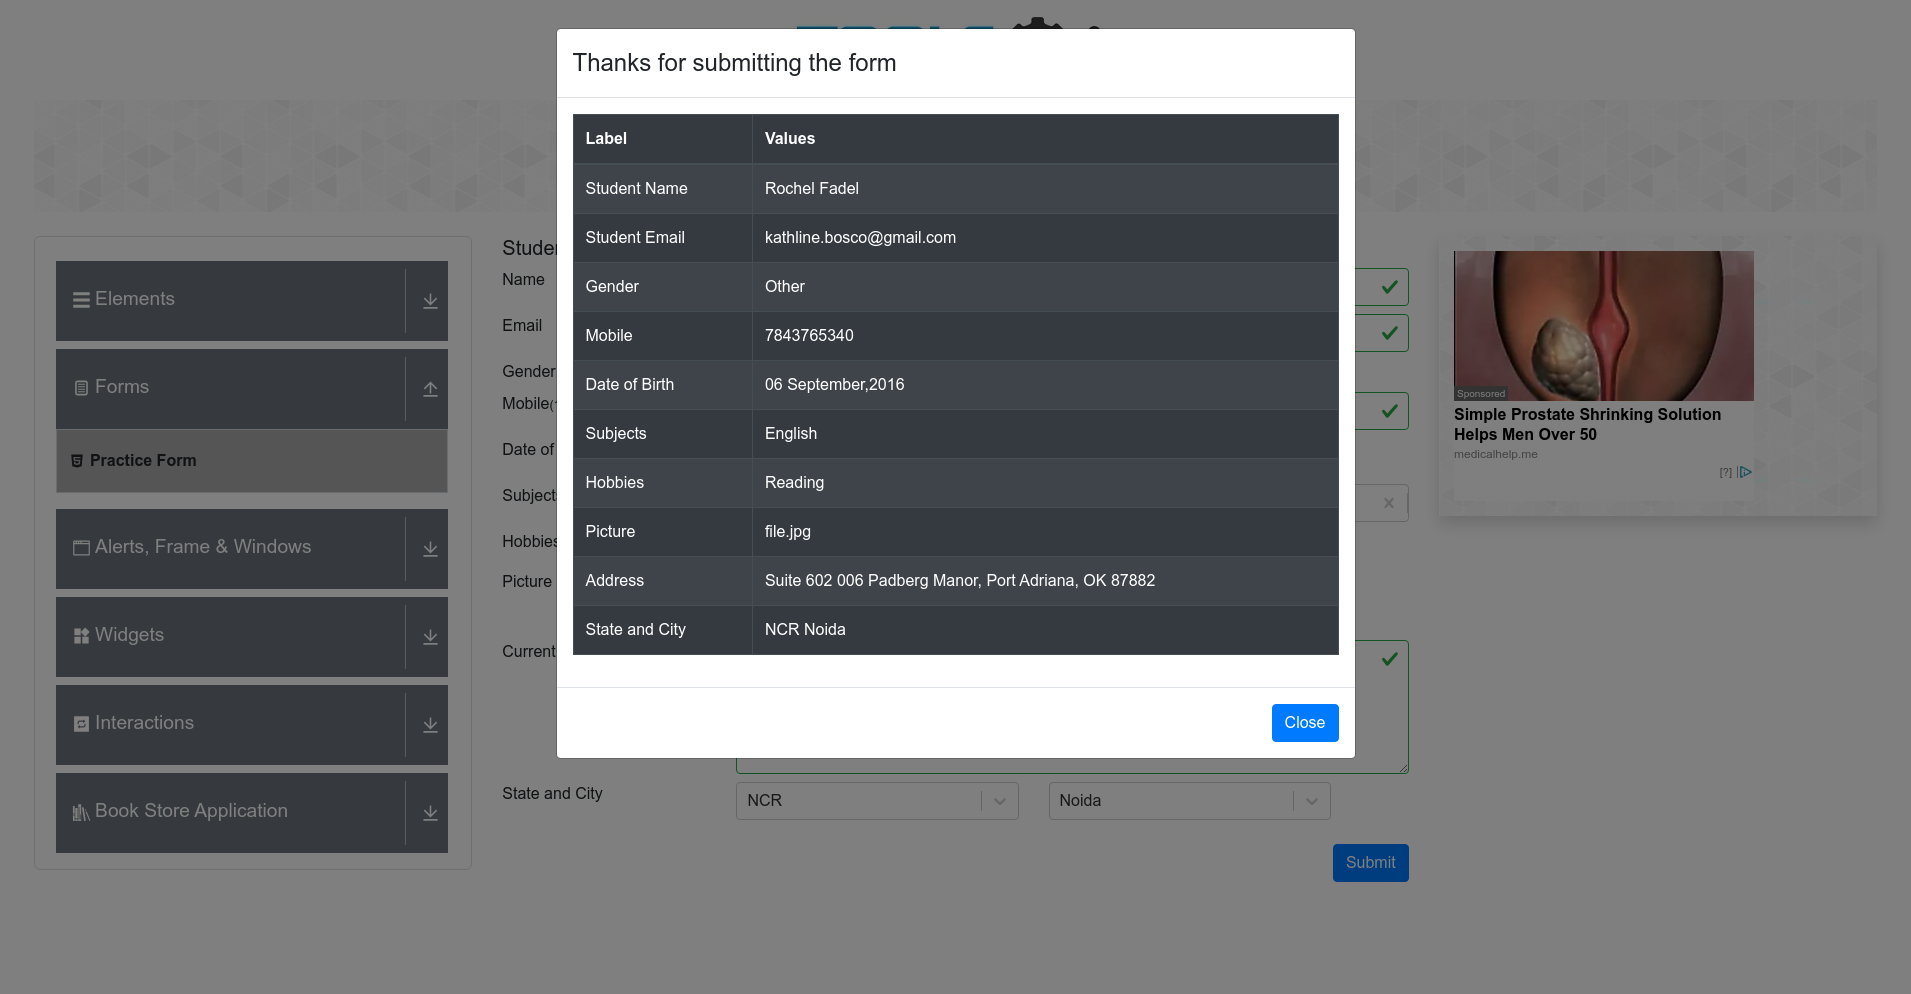 Thanks for submitting the form
Label Values
Student Name Rochel Fadel
Student Email kathline.bosco@gmail.com
Gender Other
Mobile 7843765340
Date of Birth 06 September,2016
Subjects English
Hobbies Reading
Picture file.jpg
Address Suite 602 006 Padberg Manor, Port Adriana, OK 87882
State and City NCR Noida
Close
Elements
Forms
Practice Form
Alerts, Frame & Windows
Widgets
Interactions
Book Store Application
Name
Email
Gender
Mobile
Date of
Hobbies
Picture
Current
State and City NCR Noida
Submit
Sponsored
Simple Prostate Shrinking Solution
Helps Men Over 50
medicalhelp.me
[?]